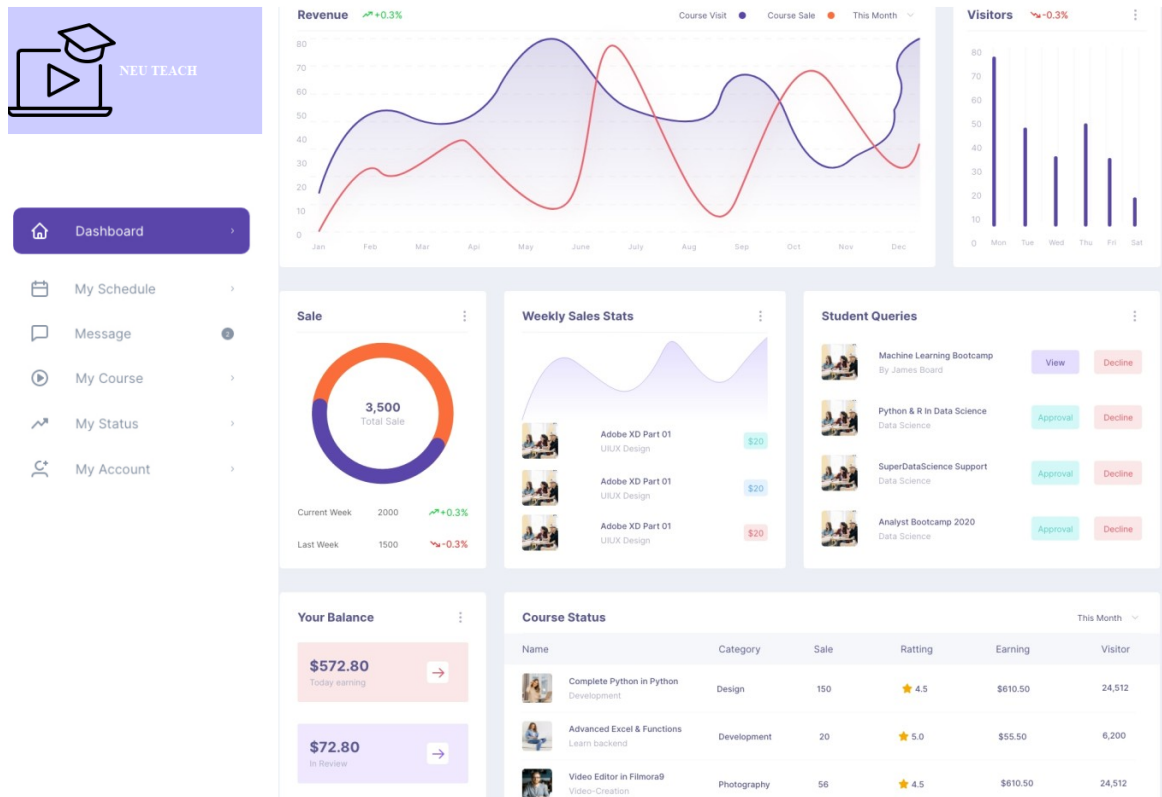 NEU TEACH
Dashboard
My Schedule
Message 2
My Course
My Status
My Account
Revenue +0.3% Course Visit Course Sale This Month
80
70
60
50
40
30
20
10
0
Jan Feb Mar Api May June July Aug Sep Oct Nov Dec
Visitors -0.3%
80
70
60
50
40
30
20
10
0 Mon Tue Wed Thu Fri Sat
Sale
3,500
Total Sale
Current Week 2000 +0.3%
Last Week 1500 -0.3%
Weekly Sales Stats
Adobe XD Part 01
UIUX Design
$20
Adobe XD Part 01
UIUX Design
$20
Adobe XD Part 01
UIUX Design
$20
Student Queries
Machine Learning Bootcamp
By James Board
View Decline
Python & R In Data Science
Data Science
Approval Decline
SuperDataScience Support
Data Science
Approval Decline
Analyst Bootcamp 2020
Data Science
Approval Decline
Your Balance
$572.80
Today earning
$72.80
In Review
Course Status This Month
Name Category Sale Ratting Earning Visitor
Complete Python in Python
Development
Design 150 4.5 $610.50 24,512
Advanced Excel & Functions
Learn backend
Development 20 5.0 $55.50 6,200
Video Editor in Filmora9
Video-Creation
Photography 56 4.5 $610.50 24,512